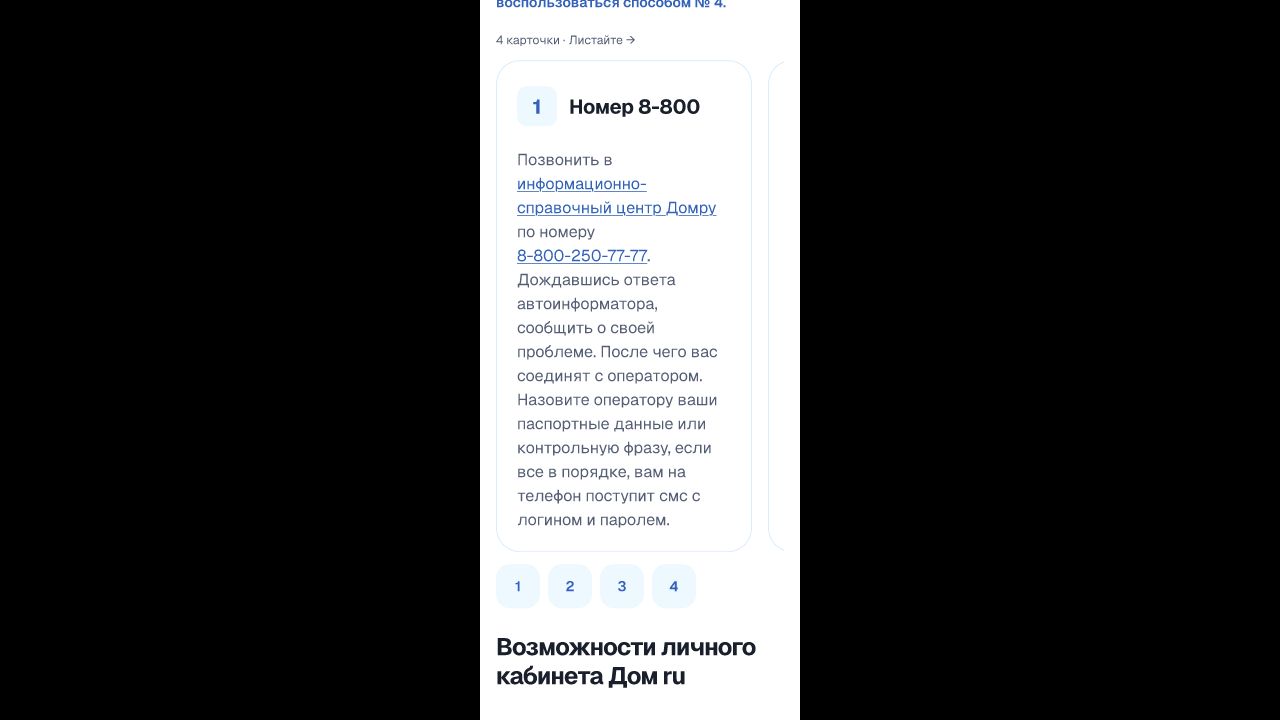 воспользоваться способом № 4.
4 карточки · Листайте →
1
Номер 8-800
Позвонить в
информационно-
справочный центр Домру
по номеру
8-800-250-77-77.
Дождавшись ответа
автоинформатора,
сообщить о своей
проблеме. После чего вас
соединят с оператором.
Назовите оператору ваши
паспортные данные или
контрольную фразу, если
все в порядке, вам на
телефон поступит смс с
логином и паролем.
1
2
3
4
Возможности личного
кабинета Дом ru